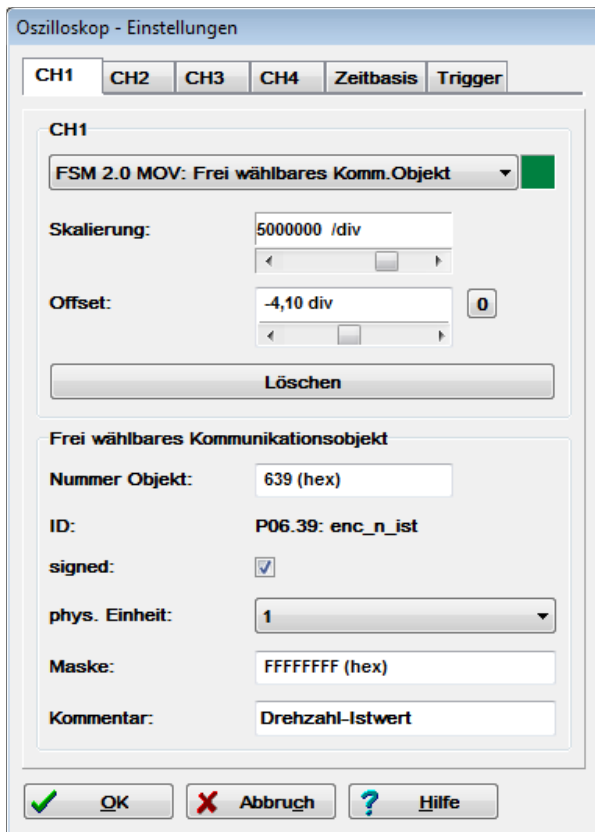 Oszilloskop - Einstellungen
CH1 CH2 CH3 CH4 Zeitbasis Trigger
CH1
FSM 2.0 MOV: Frei wählbares Komm.Objekt
Skalierung: 5000000 /div
Offset: -4,10 div 0
Löschen
Frei wählbares Kommunikationsobjekt
Nummer Objekt: 639 (hex)
ID: P06.39: enc_n_ist
signed:
phys. Einheit: 1
Maske: FFFFFFFF (hex)
Kommentar: Drehzahl-Istwert
OK Abbruch Hilfe